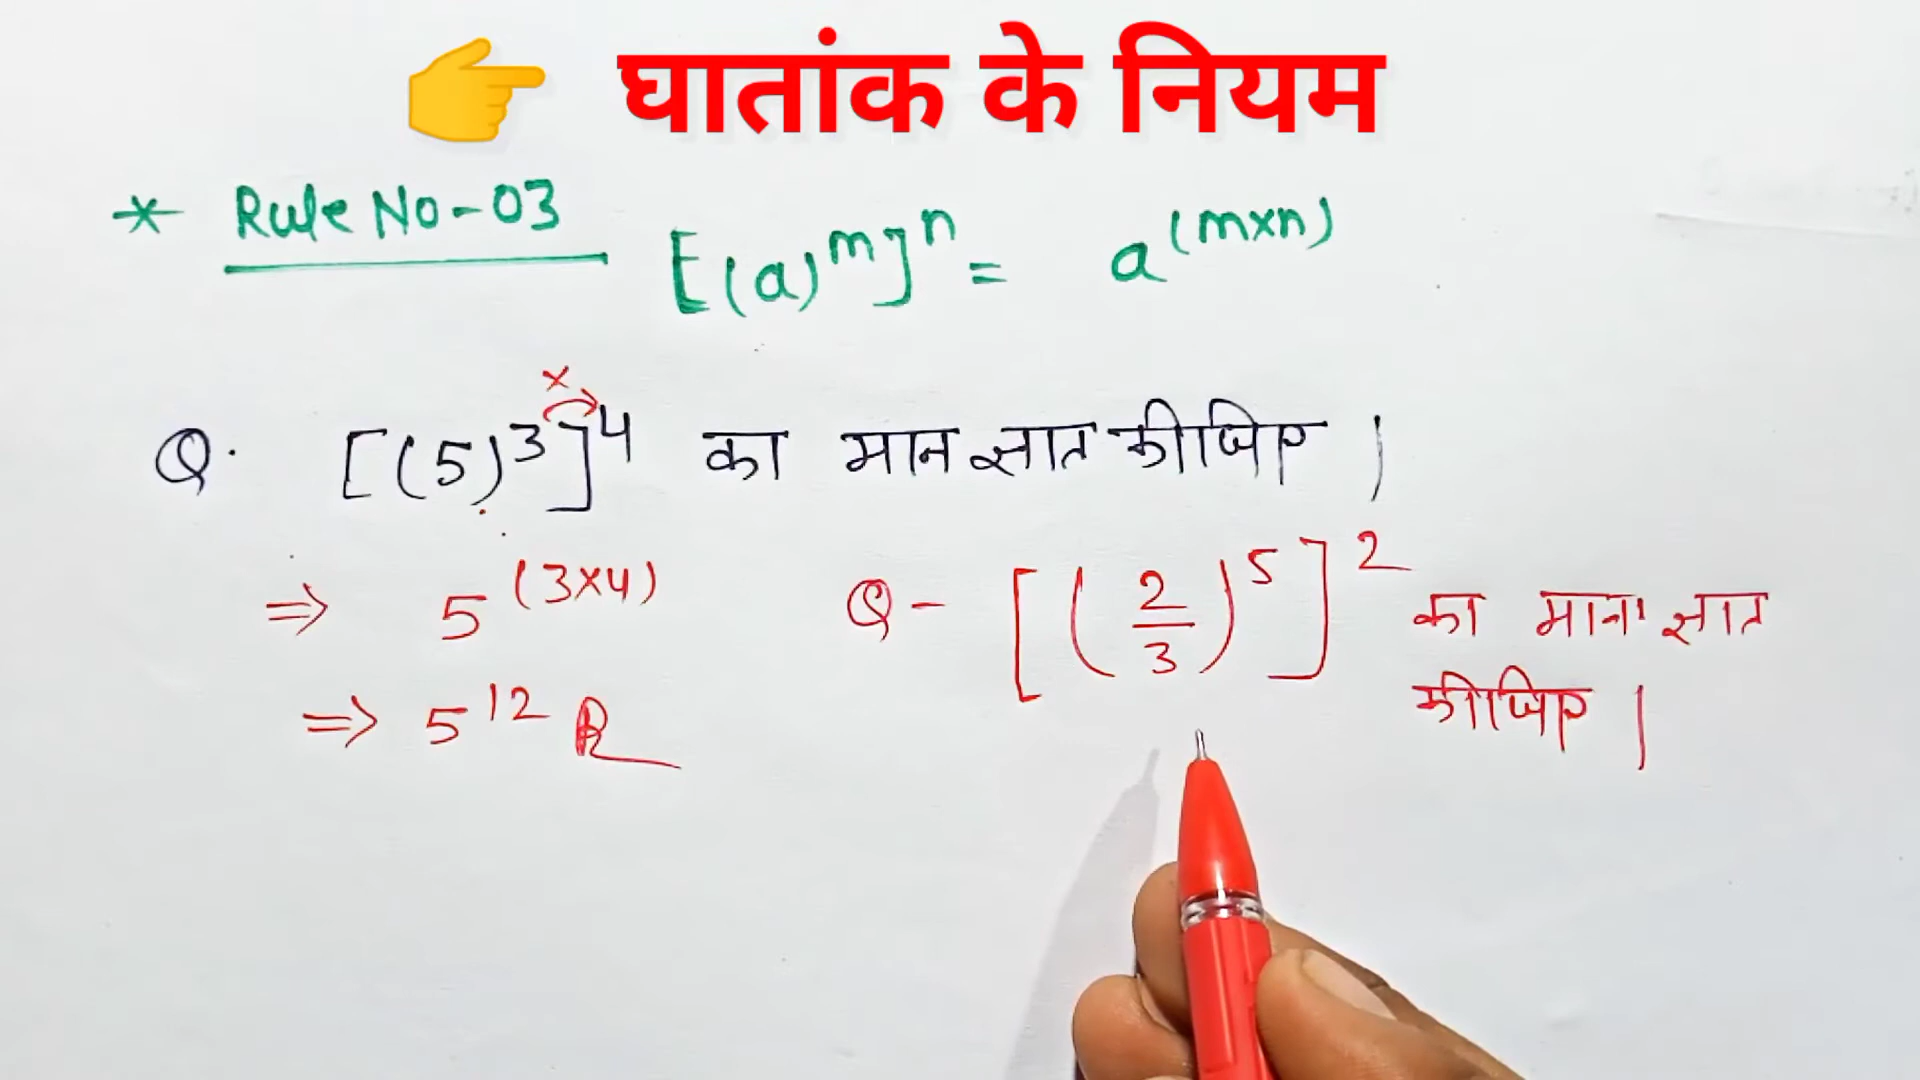 👉 घातांक के नियम
* Rule No-03 [(a)^m]^n = a^(m×n)
Q. [(5)^3]^4 का मान ज्ञात कीजिए |
×
⇒ 5^(3×4)
⇒ 5^12
Q- [(2/3)^5]^2 का मान ज्ञात
कीजिए |